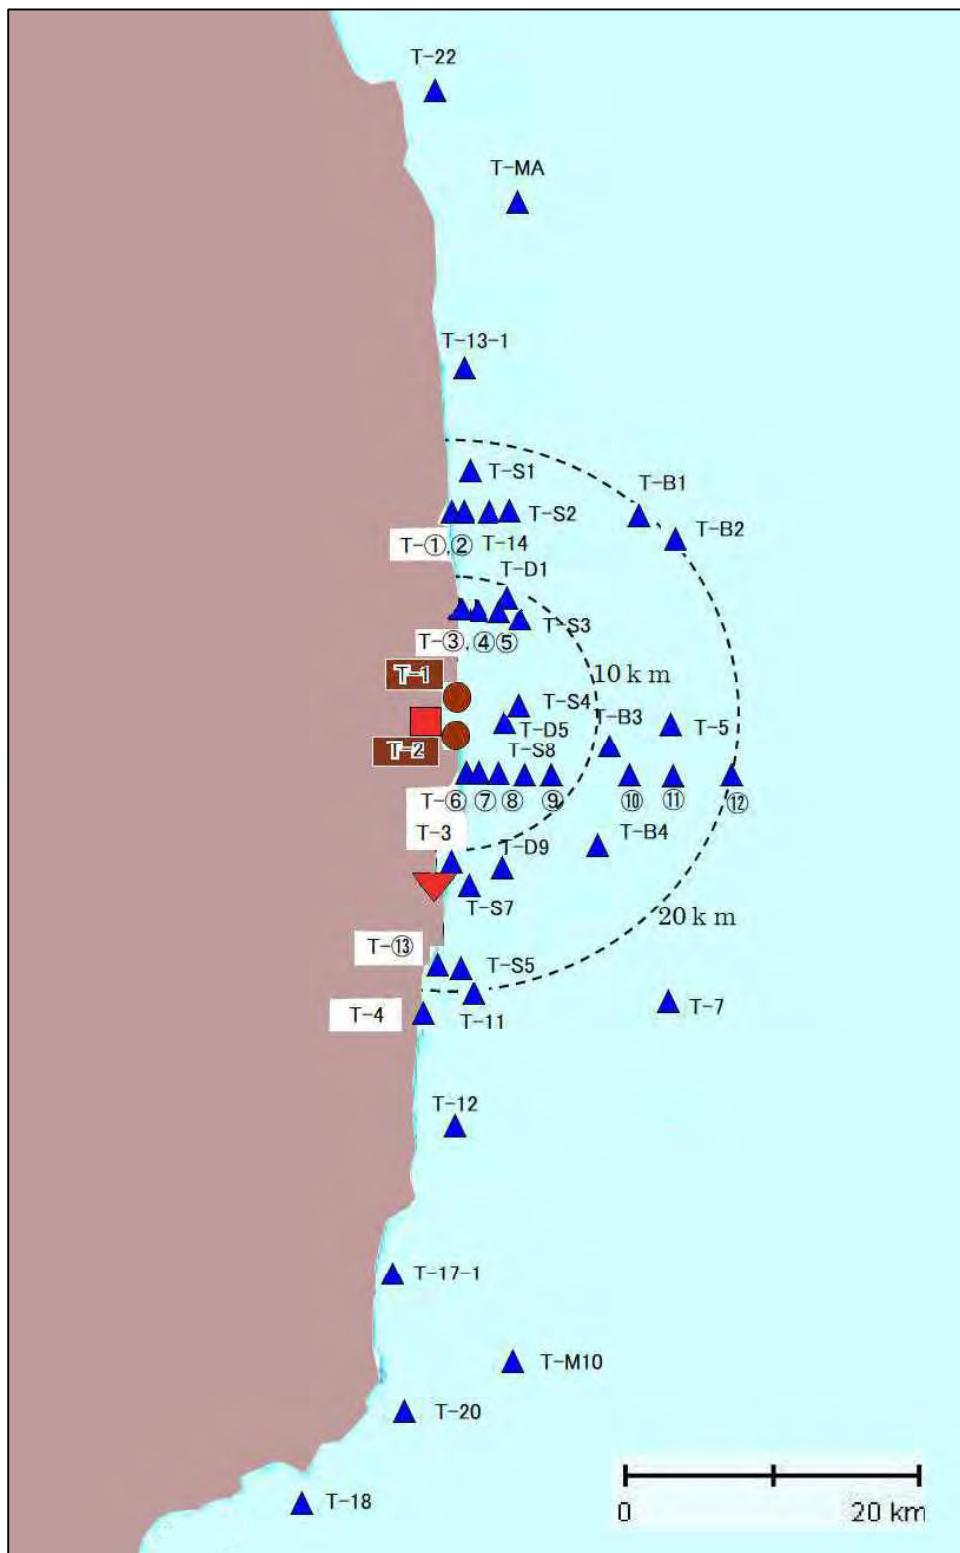 T-22
T-MA
T-13-1
T-S1
T-B1
T-S2
T-B2
T-①,② T-14
T-D1
T-S3
T-③,④⑤
T-1
10 km
T-S4
T-B3
T-5
T-D5
T-2
T-S8
T-⑥ ⑦ ⑧ ⑨ ⑩ ⑪ ⑫
T-3
T-B4
T-D9
T-S7
20 km
T-⑬
T-S5
T-7
T-4
T-11
T-12
T-17-1
T-M10
T-20
T-18
0 20 km